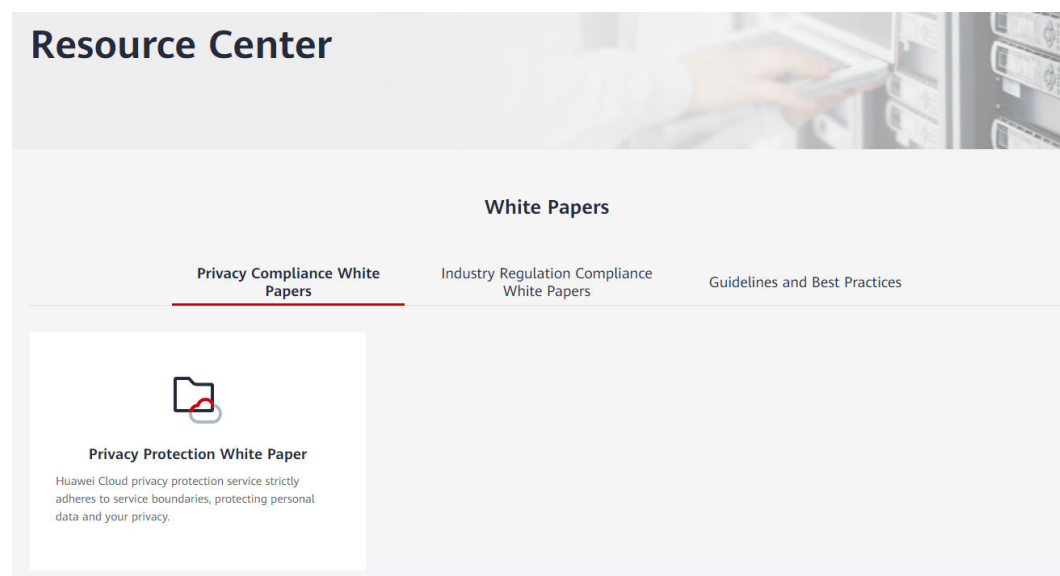 Resource Center
White Papers
Privacy Compliance White
Papers
Industry Regulation Compliance
White Papers
Guidelines and Best Practices
Privacy Protection White Paper
Huawei Cloud privacy protection service strictly
adheres to service boundaries, protecting personal
data and your privacy.